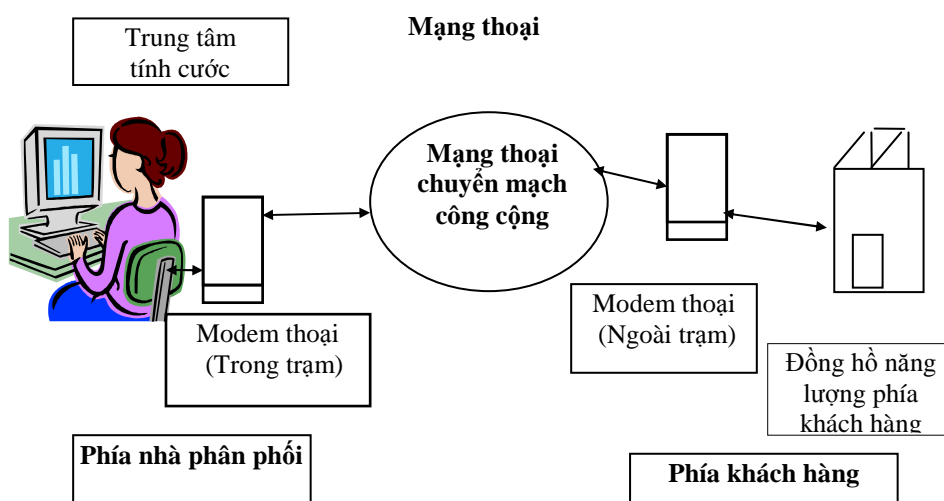 Mạng thoại
Trung tâm
tính cước
Mạng thoại
chuyển mạch
công cộng
Modem thoại
(Trong trạm)
Modem thoại
(Ngoài trạm)
Đồng hồ năng
lượng phía
khách hàng
Phía nhà phân phối
Phía khách hàng